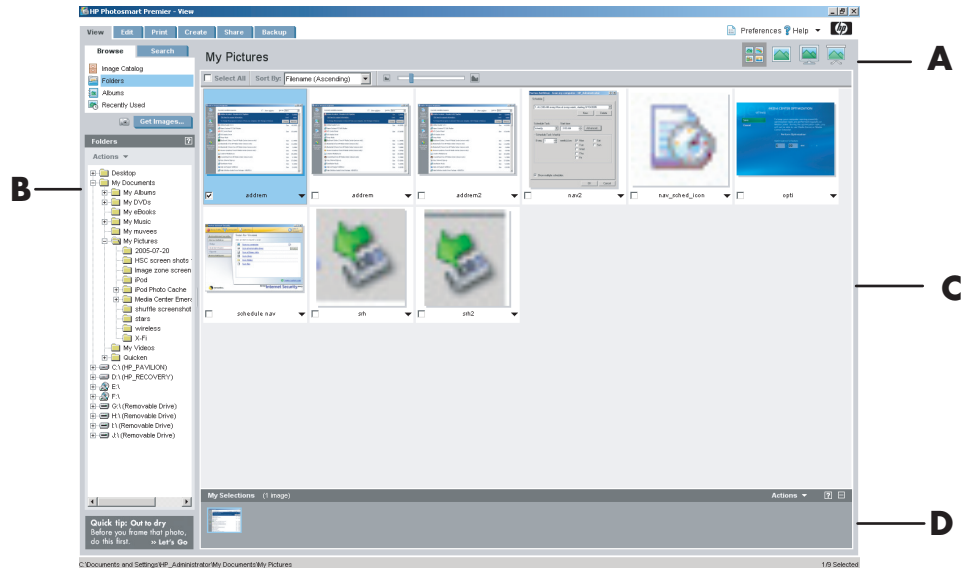 HP Photosmart Premier - View
View Edit Print Create Share Backup
Preferences Help
hp
Browse Search
My Pictures
A
Image Catalog
Folders
Albums
Recently Used
Get Images...
Select All Sort By: Filename (Ascending)
Folders
Actions
B
Desktop
My Documents
My Albums
My DVDs
My eBooks
My Music
My muvees
My Pictures
2005-07-20
HSC screen shots
Image zone screen
iPod
iPod Photo Cache
Media Center Emera
shuffle screenshot
stars
wireless
X-Fi
My Videos
Quicken
C:\ (HP_PAVILION)
D:\ (HP_RECOVERY)
E:\
F:\
G:\ (Removable Drive)
H:\ (Removable Drive)
I:\ (Removable Drive)
J:\ (Removable Drive)
addrem addrem addrem2 nav2 nav_sched_icon opti
Internet Security
schedule nav srh srh2
C
My Selections (1 image) Actions
D
Quick tip: Out to dry
Before you frame that photo,
do this first. » Let's Go
C:\Documents and Settings\HP_Administrator\My Documents\My Pictures 1/9 Selected